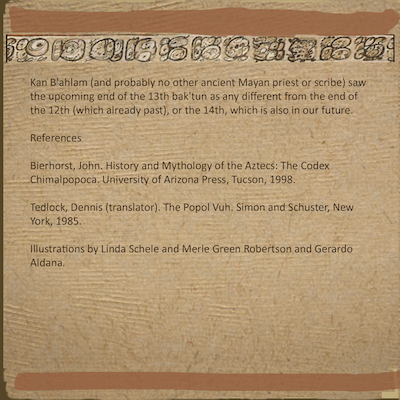 Kan B'ahlam (and probably no other ancient Mayan priest or scribe) saw
the upcoming end of the 13th bak'tun as any different from the end of
the 12th (which already past), or the 14th, which is also in our future.
References
Bierhorst, John. History and Mythology of the Aztecs: The Codex
Chimalpopoca. University of Arizona Press, Tucson, 1998.
Tedlock, Dennis (translator). The Popol Vuh. Simon and Schuster, New
York, 1985.
Illustrations by Linda Schele and Merle Green Robertson and Gerardo
Aldana.